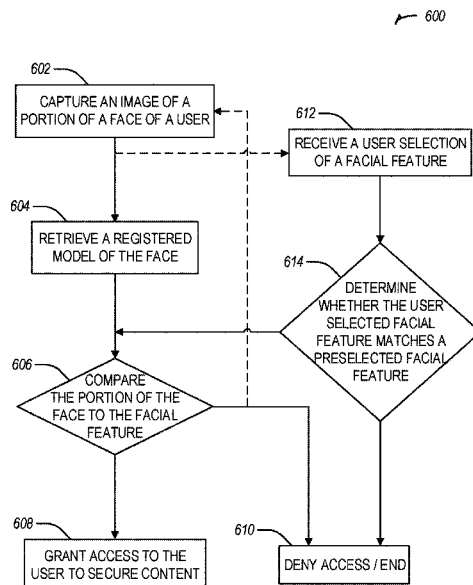 600
602
CAPTURE AN IMAGE OF A
PORTION OF A FACE OF A USER
612
RECEIVE A USER SELECTION
OF A FACIAL FEATURE
604
RETRIEVE A REGISTERED
MODEL OF THE FACE
614
DETERMINE
WHETHER THE USER
SELECTED FACIAL
FEATURE MATCHES A
PRESELECTED FACIAL
FEATURE
606
COMPARE
THE PORTION OF THE
FACE TO THE FACIAL
FEATURE
608
GRANT ACCESS TO THE
USER TO SECURE CONTENT
610
DENY ACCESS / END